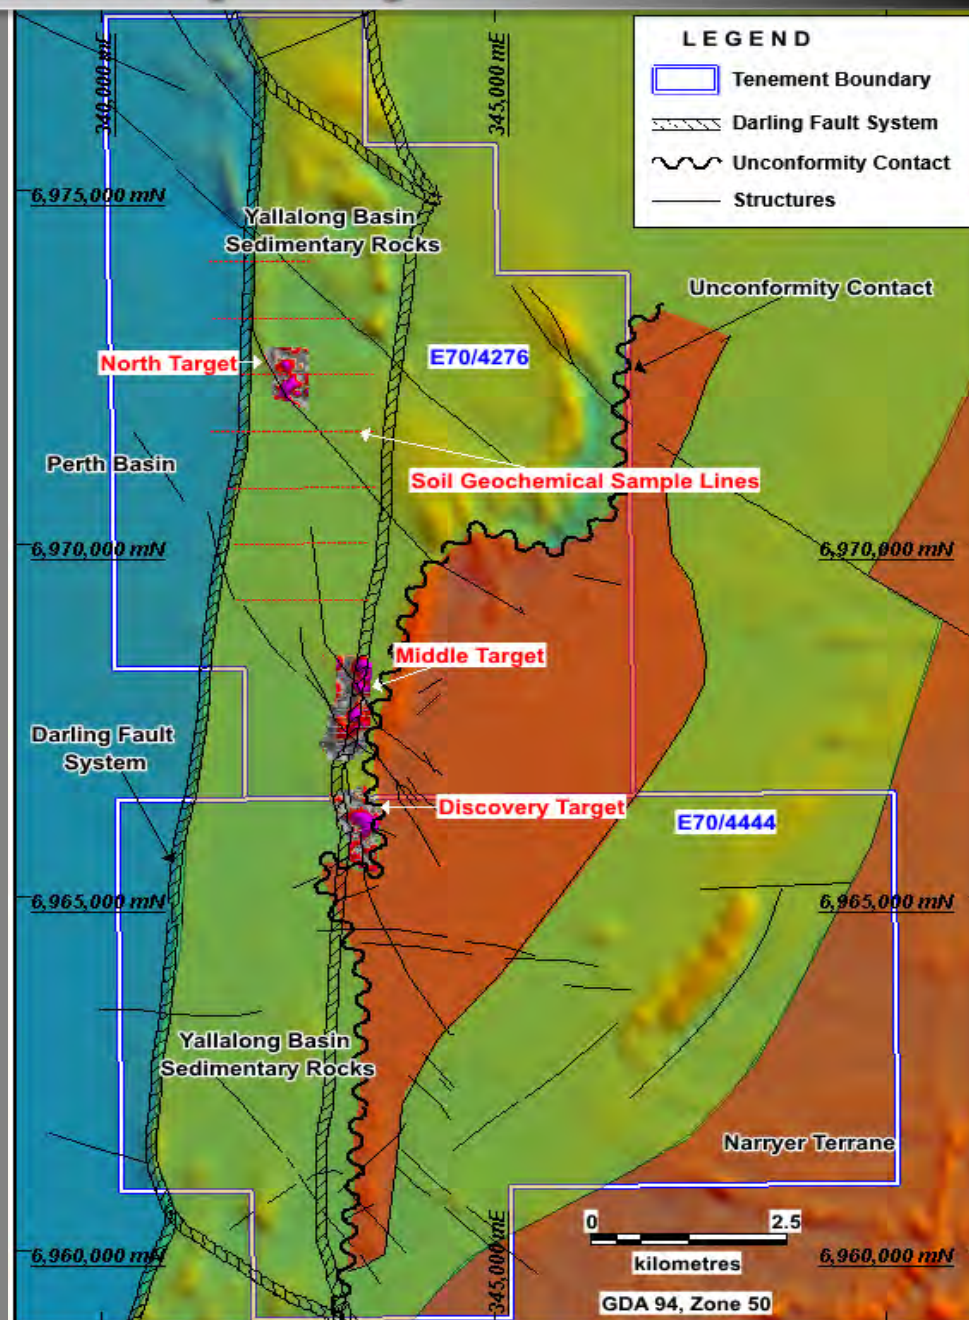 LEGEND
Tenement Boundary
Darling Fault System
Unconformity Contact
Structures
340,000 mE
345,000 mE
6,975,000 mN
Yallalong Basin
Sedimentary Rocks
Unconformity Contact
North Target
E70/4276
Perth Basin
Soil Geochemical Sample Lines
6,970,000 mN
6,970,000 mN
Middle Target
Darling Fault
System
Discovery Target
E70/4444
6,965,000 mN
6,965,000 mN
Yallalong Basin
Sedimentary Rocks
Narryer Terrane
345,000 mE
0 2.5
kilometres
6,960,000 mN
6,960,000 mN
GDA 94, Zone 50